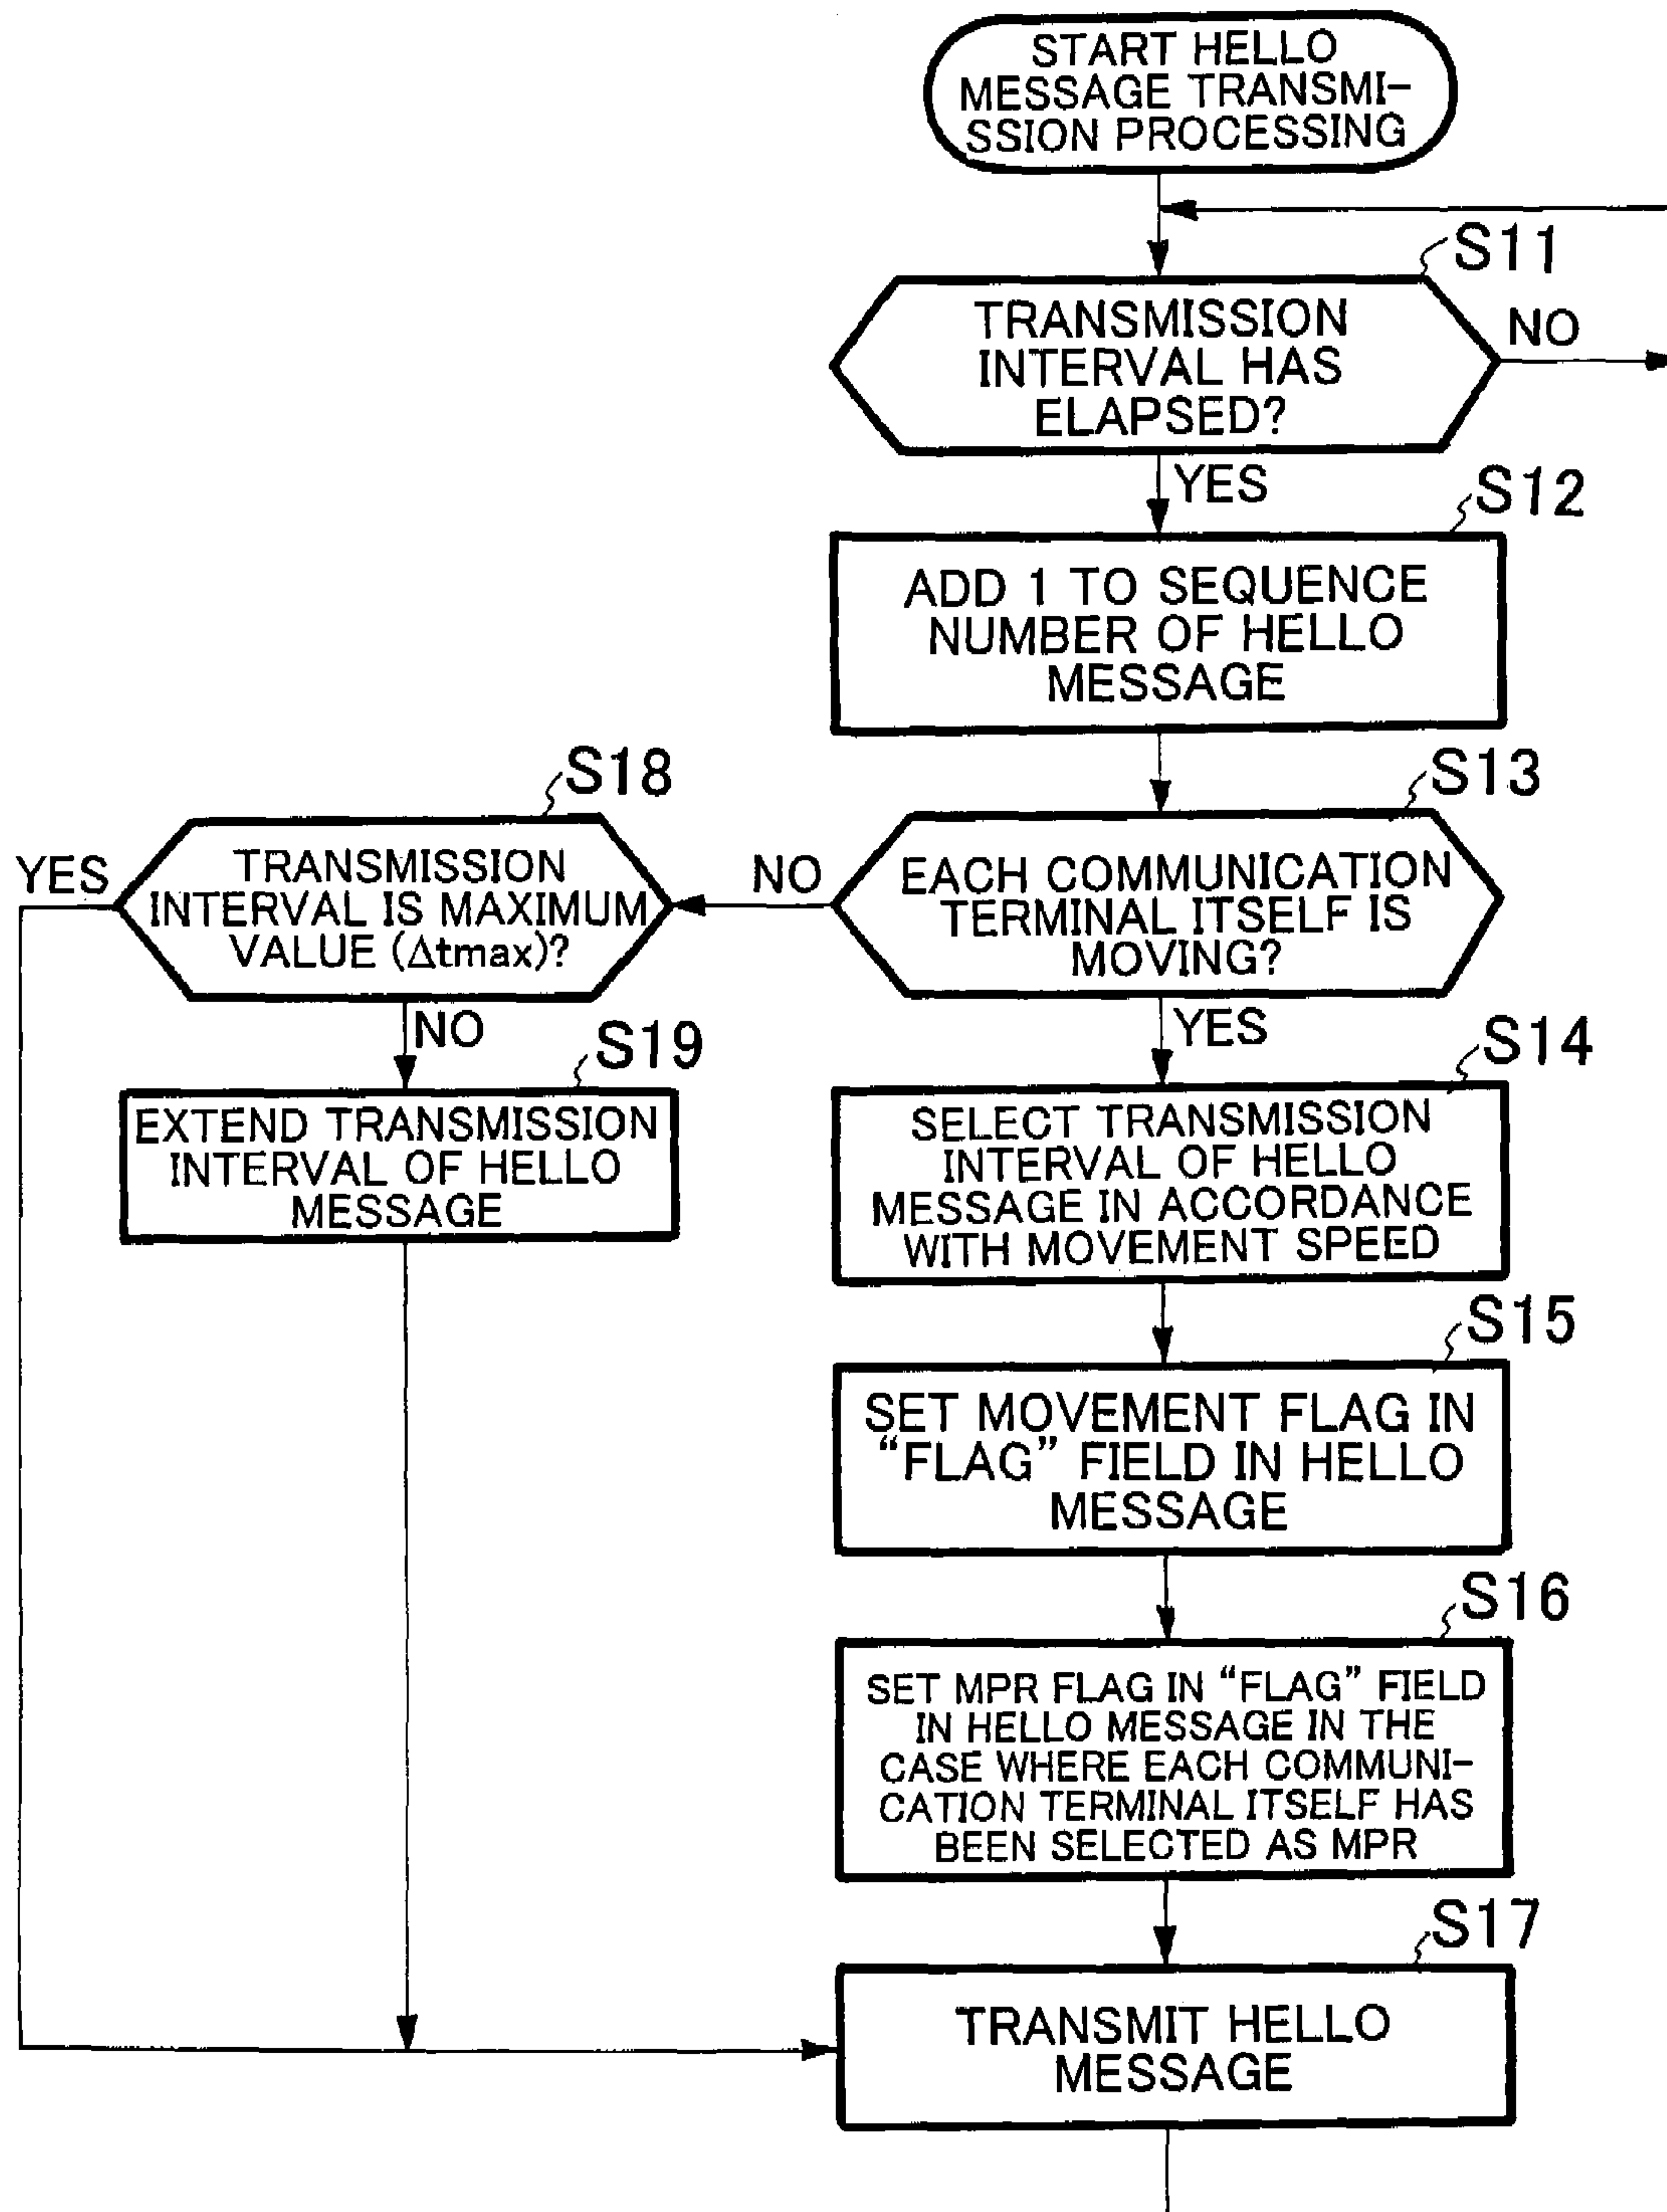 START HELLO
MESSAGE TRANSMI-
SSION PROCESSING
S11
TRANSMISSION
INTERVAL HAS
ELAPSED?
NO
YES
S12
ADD 1 TO SEQUENCE
NUMBER OF HELLO
MESSAGE
S13
EACH COMMUNICATION
TERMINAL ITSELF IS
MOVING?
NO
YES
S18
TRANSMISSION
INTERVAL IS MAXIMUM
VALUE (Δtmax)?
YES
NO
S19
EXTEND TRANSMISSION
INTERVAL OF HELLO
MESSAGE
S14
SELECT TRANSMISSION
INTERVAL OF HELLO
MESSAGE IN ACCORDANCE
WITH MOVEMENT SPEED
S15
SET MOVEMENT FLAG IN
“FLAG” FIELD IN HELLO
MESSAGE
S16
SET MPR FLAG IN “FLAG” FIELD
IN HELLO MESSAGE IN THE
CASE WHERE EACH COMMUNI-
CATION TERMINAL ITSELF HAS
BEEN SELECTED AS MPR
S17
TRANSMIT HELLO
MESSAGE